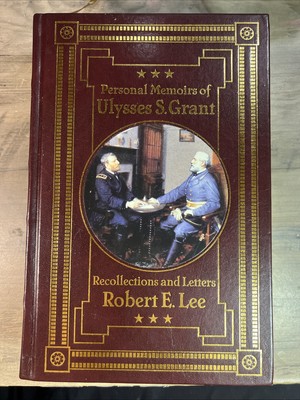 Personal Memoirs of
Ulysses S. Grant
Recollections and Letters
Robert E. Lee